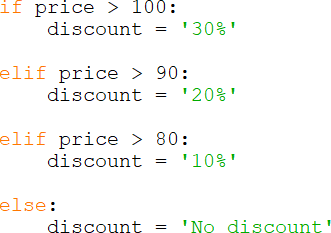 if price > 100:
    discount = '30%'
elif price > 90:
    discount = '20%'
elif price > 80:
    discount = '10%'
else:
    discount = 'No discount'